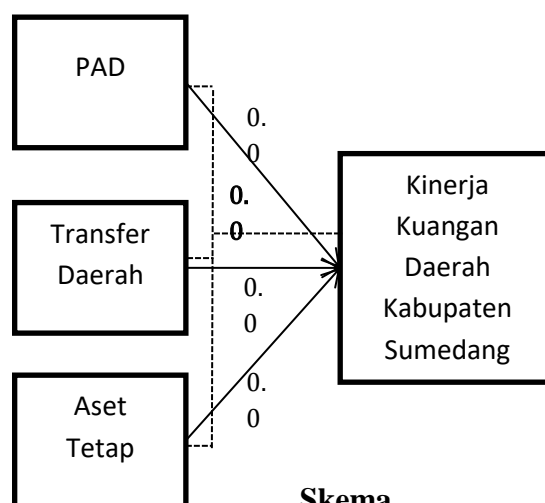 PAD
0.
0
0.
0
Transfer
Daerah
0.
0
Aset
Tetap
0.
0
Kinerja
Kuangan
Daerah
Kabupaten
Sumedang
Skema